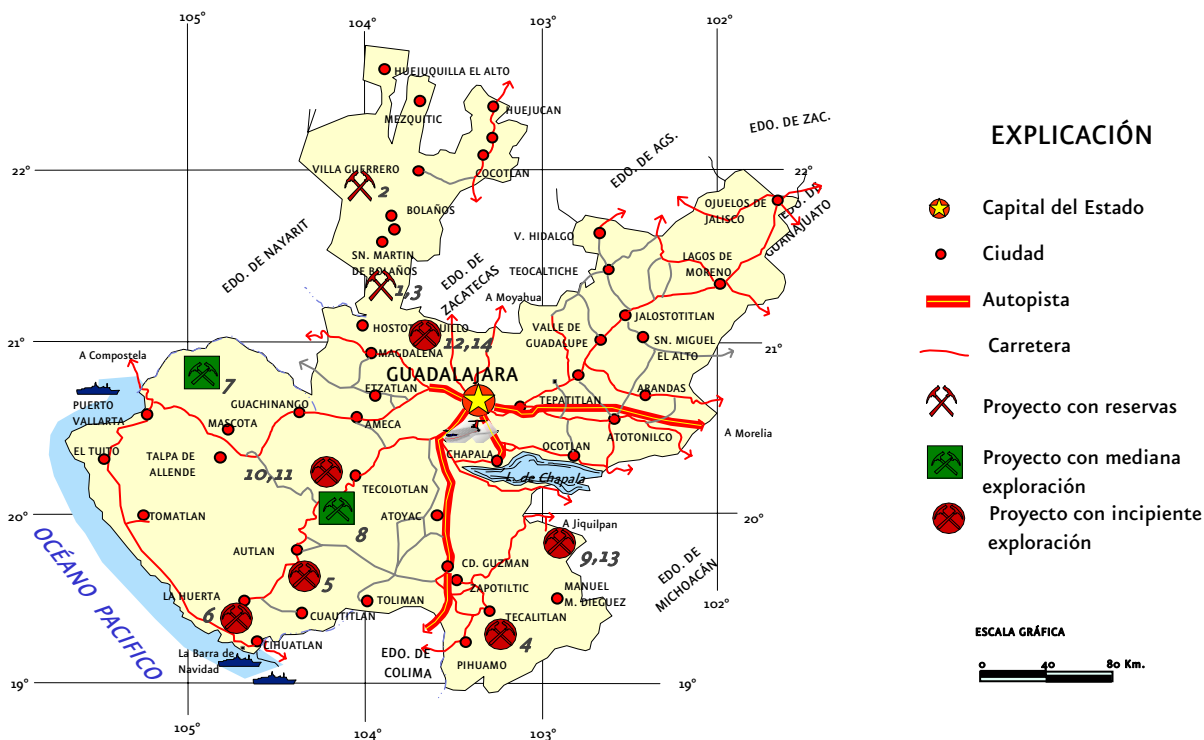 105°
104°
103°
102°
HUEJUQUILLA EL ALTO
MEZQUITIC
HUEJUCAN
EDO. DE ZAC.
EDO. DE AGS.
EXPLICACIÓN
22°
VILLA GUERRERO
COCOTLAN
22°
2
BOLAÑOS
OJUELOS DE
JALISCO
EDO. DE
GUANAJUATO
Capital del Estado
V. HIDALGO
EDO. DE NAYARIT
SN. MARTIN
DE BOLAÑOS
EDO. DE
ZACATECAS
TEOCALTICHE
LAGOS DE
MORENO
Ciudad
1,3
A Moyahua
Autopista
JALOSTOTITLAN
VALLE DE
GUADALUPE
SN. MIGUEL
EL ALTO
12,14
21°
21°
A Compostela
MAGDALENA
Carretera
7
GUADALAJARA
ETZATLAN
ARANDAS
PUERTO
VALLARTA
GUACHINANGO
TEPATITLAN
Proyecto con reservas
MASCOTA
AMECA
ATOTONILCO
A Morelia
EL TUITO
TALPA DE
ALLENDE
CHAPALA
OCOTLAN
Proyecto con mediana
exploración
10,11
TECOLOTLAN
L. de Chapala
20°
20°
TOMATLAN
ATOYAC
A Jiquilpan
Proyecto con incipiente
exploración
8
OCÉANO PACIFICO
AUTLAN
9,13
EDO. DE
MICHOACÁN
CD. GUZMAN
5
ZAPOTILTIC
MANUEL
M. DIEGUEZ
102°
LA HUERTA
6
CUAUTITLAN
TOLIMAN
TECALITLAN
4
CIHUATLAN
La Barra de
Navidad
EDO. DE
COLIMA
PIHUAMO
ESCALA GRÁFICA
0
40
80 Km.
19°
19°
105°
104°
103°